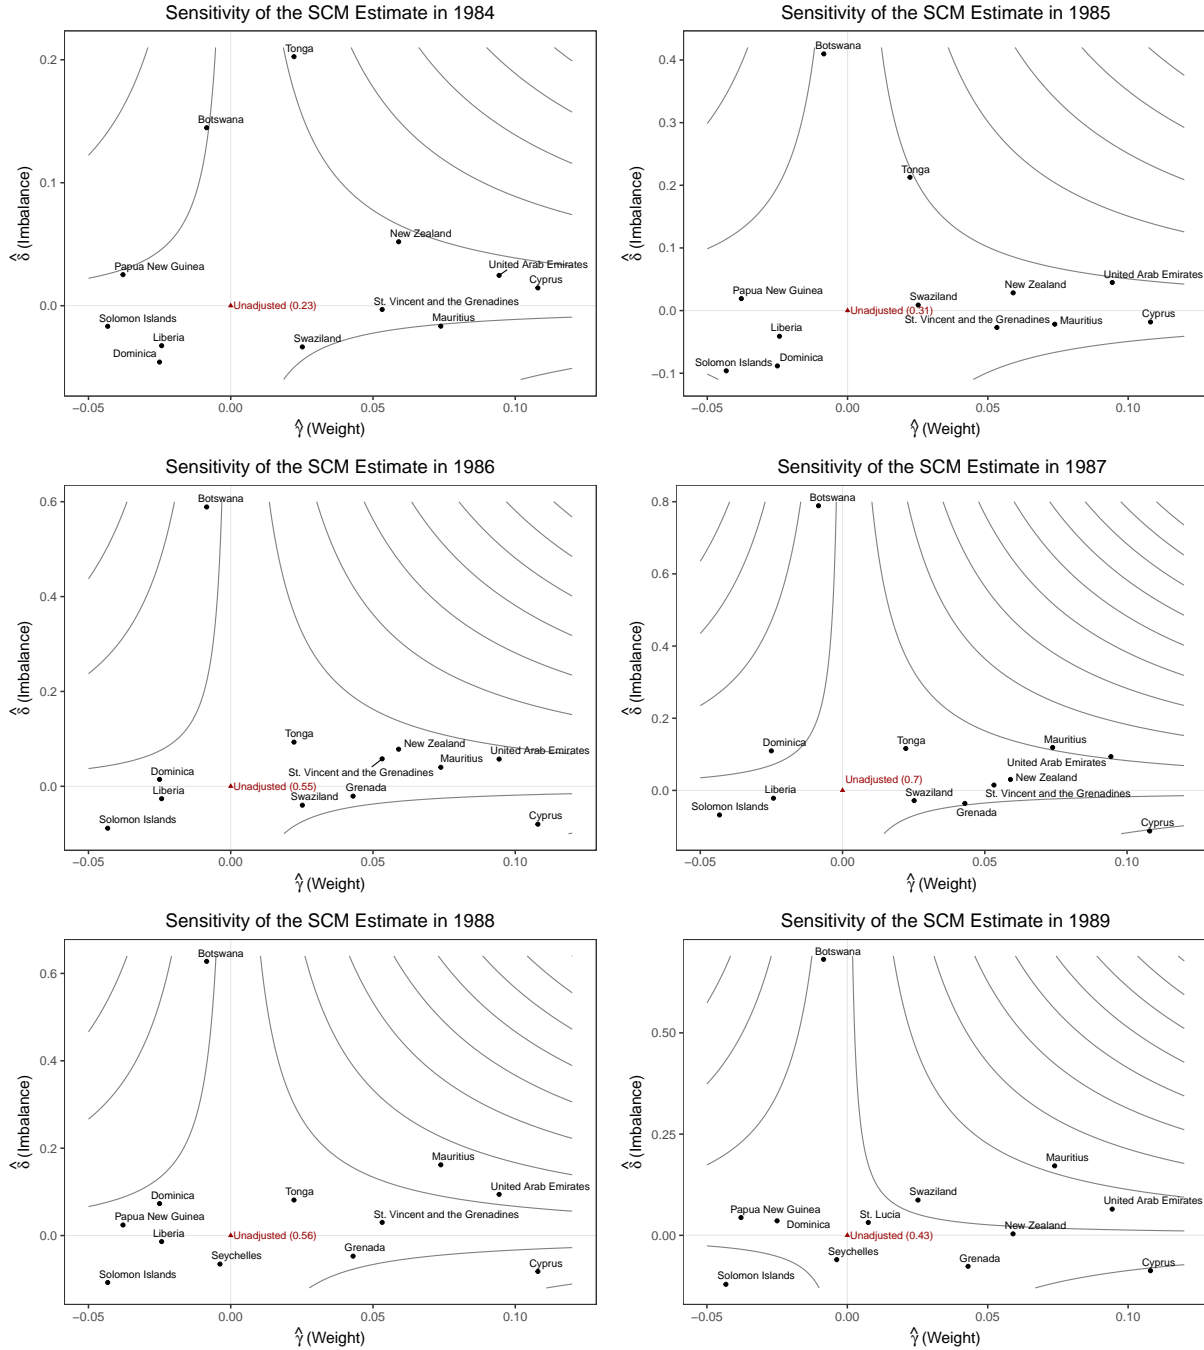 Sensitivity of the SCM Estimate in 1984
0.2
0.1
0.0
δ̂ (Imbalance)
Tonga
Botswana
New Zealand
Papua New Guinea
United Arab Emirates
Cyprus
Unadjusted (0.23)
St. Vincent and the Grenadines
Solomon Islands
Mauritius
Liberia
Swaziland
Dominica
−0.05
0.00
0.05
0.10
γ̂ (Weight)
Sensitivity of the SCM Estimate in 1985
0.4
0.3
0.2
0.1
0.0
−0.1
δ̂ (Imbalance)
Botswana
Tonga
United Arab Emirates
Papua New Guinea
New Zealand
Swaziland
Unadjusted (0.31)
St. Vincent and the Grenadines
Mauritius
Cyprus
Liberia
Solomon Islands
Dominica
−0.05
0.00
0.05
0.10
γ̂ (Weight)
Sensitivity of the SCM Estimate in 1986
0.6
0.4
0.2
0.0
δ̂ (Imbalance)
Botswana
Tonga
New Zealand
United Arab Emirates
Mauritius
St. Vincent and the Grenadines
Dominica
Unadjusted (0.55)
Liberia
Grenada
Swaziland
Solomon Islands
Cyprus
−0.05
0.00
0.05
0.10
γ̂ (Weight)
Sensitivity of the SCM Estimate in 1987
0.8
0.6
0.4
0.2
0.0
δ̂ (Imbalance)
Botswana
Dominica
Tonga
Mauritius
United Arab Emirates
Unadjusted (0.7)
New Zealand
Liberia
Swaziland
St. Vincent and the Grenadines
Solomon Islands
Grenada
Cyprus
−0.05
0.00
0.05
0.10
γ̂ (Weight)
Sensitivity of the SCM Estimate in 1988
0.6
0.4
0.2
0.0
δ̂ (Imbalance)
Botswana
Mauritius
United Arab Emirates
Dominica
Tonga
Papua New Guinea
St. Vincent and the Grenadines
Liberia
Unadjusted (0.56)
Seychelles
Grenada
Solomon Islands
Cyprus
−0.05
0.00
0.05
0.10
γ̂ (Weight)
Sensitivity of the SCM Estimate in 1989
0.50
0.25
0.00
δ̂ (Imbalance)
Botswana
Mauritius
Swaziland
United Arab Emirates
Papua New Guinea
St. Lucia
Dominica
New Zealand
Unadjusted (0.43)
Seychelles
Grenada
Cyprus
Solomon Islands
−0.05
0.00
0.05
0.10
γ̂ (Weight)